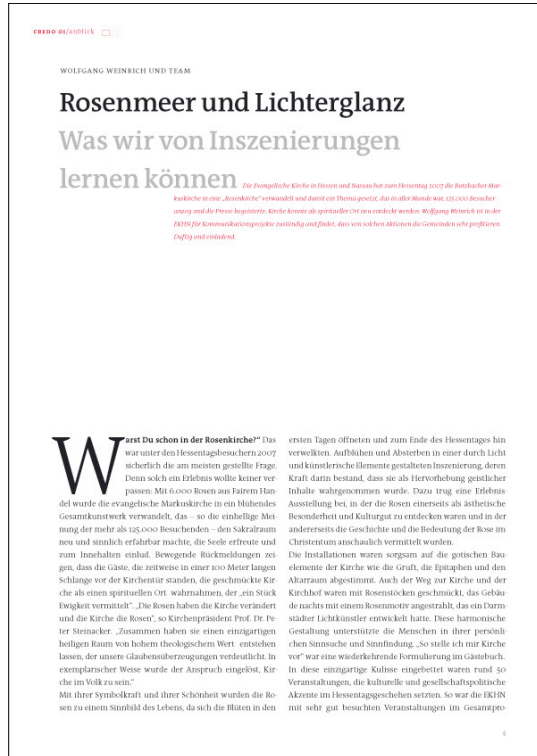 CREDO 01/anblick
WOLFGANG WEINRICH UND TEAM
Rosenmeer und Lichterglanz
Was wir von Inszenierungen
lernen können Die Evangelische Kirche in Hessen und Nassau hat zum Hessentag 2007 die Butzbacher Mar-
kuskirche in eine „Rosenkirche“ verwandelt und damit ein Thema gesetzt, das in aller Munde war, 125.000 Besucher
anzog und die Presse begeisterte: Kirche konnte als spiritueller Ort neu entdeckt werden. Wolfgang Weinrich ist in der
EKHN für Kommunikationsprojekte zuständig und findet, dass von solchen Aktionen die Gemeinden sehr profitieren.
Duftig und einladend.
Warst Du schon in der Rosenkirche?“ Das
war unter den Hessentagsbesuchern 2007
sicherlich die am meisten gestellte Frage.
Denn solch ein Erlebnis wollte keiner ver-
passen: Mit 6.000 Rosen aus Fairem Han-
del wurde die evangelische Markuskirche in ein blühendes
Gesamtkunstwerk verwandelt, das – so die einhellige Mei-
nung der mehr als 125.000 Besuchenden – den Sakralraum
neu und sinnlich erfahrbar machte, die Seele erfreute und
zum Innehalten einlud. Bewegende Rückmeldungen zei-
gen, dass die Gäste, die zeitweise in einer 100 Meter langen
Schlange vor der Kirchentür standen, die geschmückte Kir-
che als einen spirituellen Ort wahrnahmen, der „ein Stück
Ewigkeit vermittelt“. „Die Rosen haben die Kirche verändert
und die Kirche die Rosen“, so Kirchenpräsident Prof. Dr. Pe-
ter Steinacker. „Zusammen haben sie einen einzigartigen
heiligen Raum von hohem theologischem Wert entstehen
lassen, der unsere Glaubensüberzeugungen verdeutlicht. In
exemplarischer Weise wurde der Anspruch eingelöst, Kir-
che im Volk zu sein.“
Mit ihrer Symbolkraft und ihrer Schönheit wurden die Ro-
sen zu einem Sinnbild des Lebens, da sich die Blüten in den
ersten Tagen öffneten und zum Ende des Hessentages hin
verwelkten. Aufblühen und Absterben in einer durch Licht
und künstlerische Elemente gestalteten Inszenierung, deren
Kraft darin bestand, dass sie als Hervorhebung geistlicher
Inhalte wahrgenommen wurde. Dazu trug eine Erlebnis-
Ausstellung bei, in der die Rosen einerseits als ästhetische
Besonderheit und Kulturgut zu entdecken waren und in der
andererseits die Geschichte und die Bedeutung der Rose im
Christentum anschaulich vermittelt wurden.
Die Installationen waren sorgsam auf die gotischen Bau-
elemente der Kirche wie die Gruft, die Epitaphen und den
Altarraum abgestimmt. Auch der Weg zur Kirche und der
Kirchhof waren mit Rosenstöcken geschmückt, das Gebäu-
de nachts mit einem Rosenmotiv angestrahlt, das ein Darm-
städter Lichtkünstler entwickelt hatte. Diese harmonische
Gestaltung unterstützte die Menschen in ihrer persönli-
chen Sinnsuche und Sinnfindung. „So stelle ich mir Kirche
vor“ war eine wiederkehrende Formulierung im Gästebuch.
In diese einzigartige Kulisse eingebettet waren rund 50
Veranstaltungen, die kulturelle und gesellschaftspolitische
Akzente im Hessentagsgeschehen setzten. So war die EKHN
mit sehr gut besuchten Veranstaltungen im Gesamtpro-
4